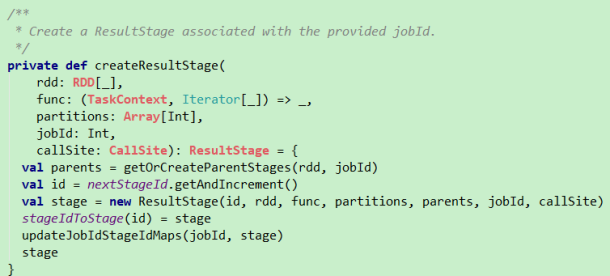 /**
 * Create a ResultStage associated with the provided jobId.
 */
private def createResultStage(
    rdd: RDD[_],
    func: (TaskContext, Iterator[_]) => _,
    partitions: Array[Int],
    jobId: Int,
    callSite: CallSite): ResultStage = {
  val parents = getOrCreateParentStages(rdd, jobId)
  val id = nextStageId.getAndIncrement()
  val stage = new ResultStage(id, rdd, func, partitions, parents, jobId, callSite)
  stageIdToStage(id) = stage
  updateJobIdStageIdMaps(jobId, stage)
  stage
}